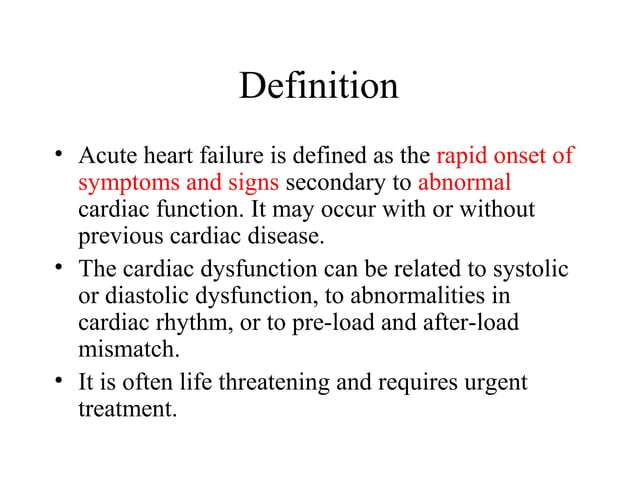 Definition
• Acute heart failure is defined as the rapid onset of
symptoms and signs secondary to abnormal
cardiac function. It may occur with or without
previous cardiac disease.
• The cardiac dysfunction can be related to systolic
or diastolic dysfunction, to abnormalities in
cardiac rhythm, or to pre-load and after-load
mismatch.
• It is often life threatening and requires urgent
treatment.